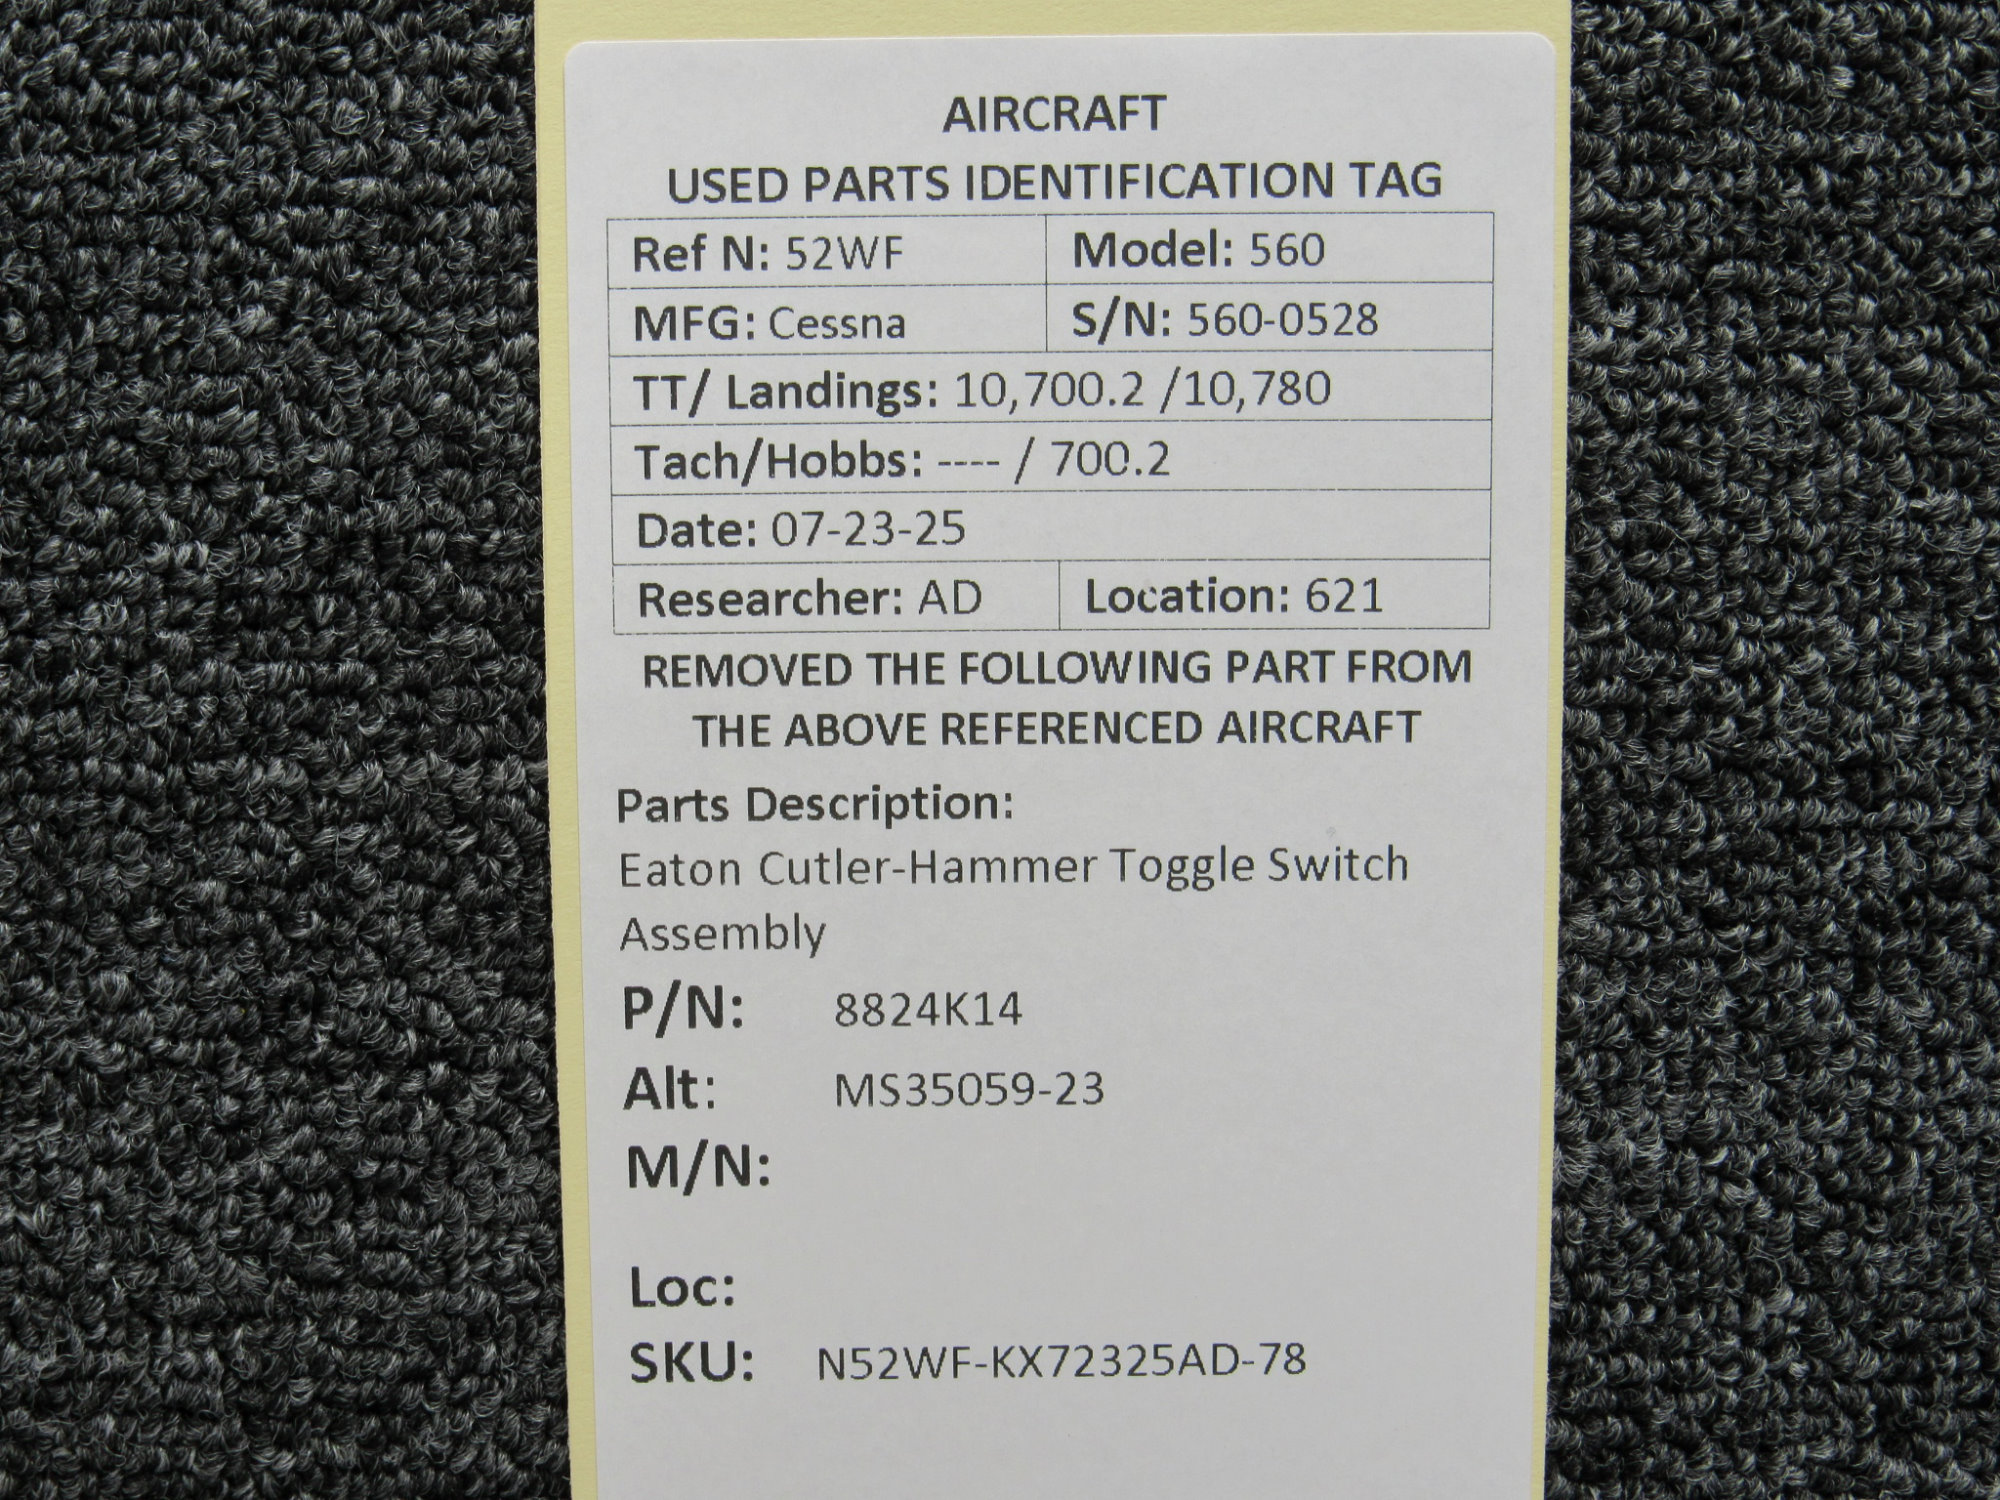 AIRCRAFT
USED PARTS IDENTIFICATION TAG
Ref N: 52WF Model: 560
MFG: Cessna S/N: 560-0528
TT/ Landings: 10,700.2 /10,780
Tach/Hobbs: ---- / 700.2
Date: 07-23-25
Researcher: AD Location: 621
REMOVED THE FOLLOWING PART FROM
THE ABOVE REFERENCED AIRCRAFT
Parts Description:
Eaton Cutler-Hammer Toggle Switch
Assembly
P/N: 8824K14
Alt: MS35059-23
M/N:
Loc:
SKU: N52WF-KX72325AD-78